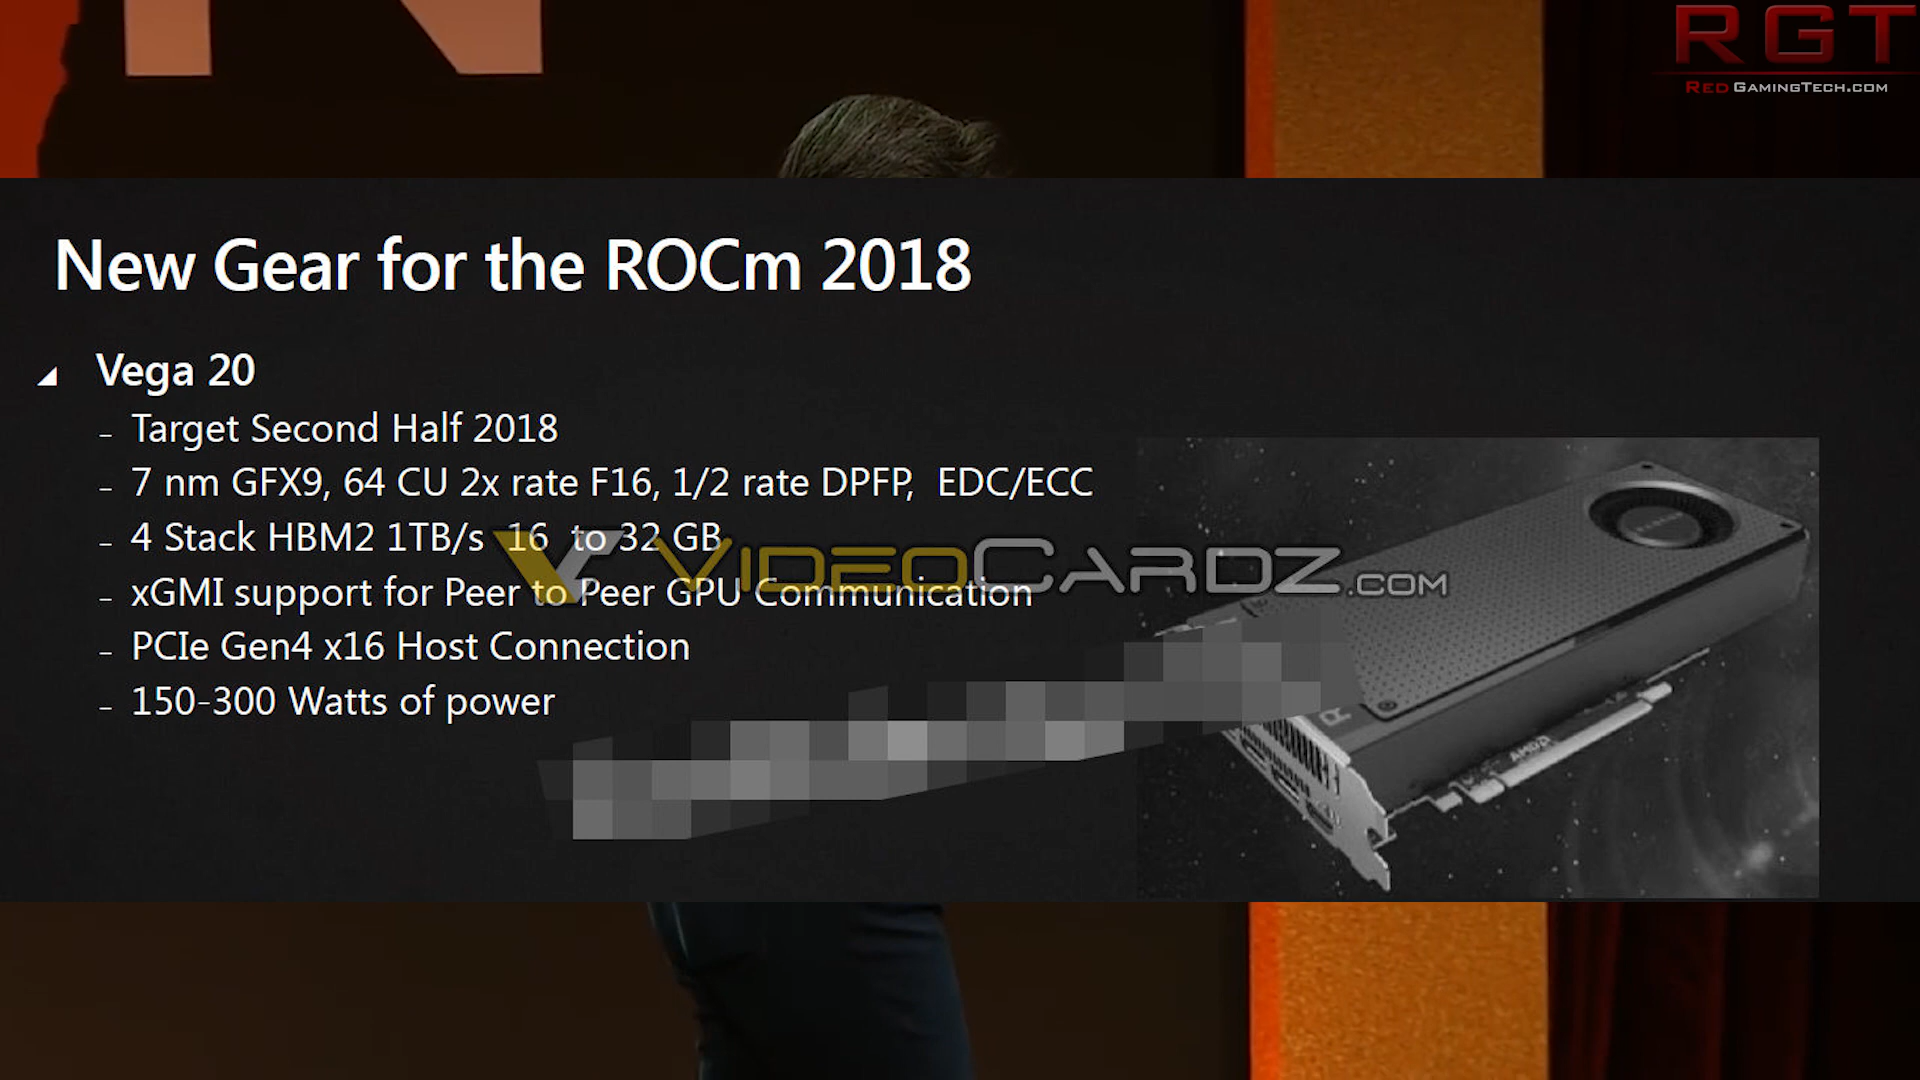 RGT
RED GAMINGTECH.COM
New Gear for the ROCm 2018
Vega 20
– Target Second Half 2018
– 7 nm GFX9, 64 CU 2x rate F16, 1/2 rate DPFP, EDC/ECC
– 4 Stack HBM2 1TB/s 16 to 32 GB
VIDEOCARDZ.COM
– xGMI support for Peer to Peer GPU Communication
– PCIe Gen4 x16 Host Connection
– 150-300 Watts of power
R
AMD